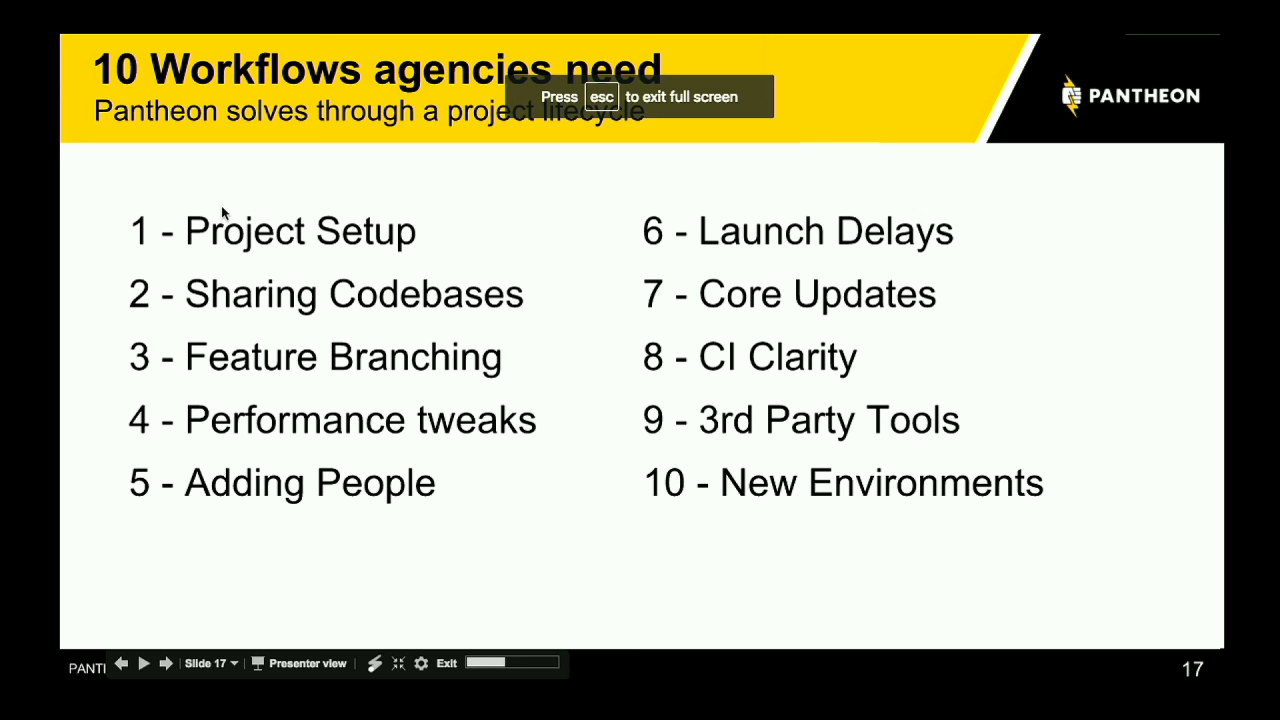 10 Workflows agencies need
Pantheon solves through a project lifecycle
Press esc to exit full screen
PANTHEON
1 - Project Setup
2 - Sharing Codebases
3 - Feature Branching
4 - Performance tweaks
5 - Adding People
6 - Launch Delays
7 - Core Updates
8 - CI Clarity
9 - 3rd Party Tools
10 - New Environments
PANTI
Slide 17
Presenter view
Exit
17